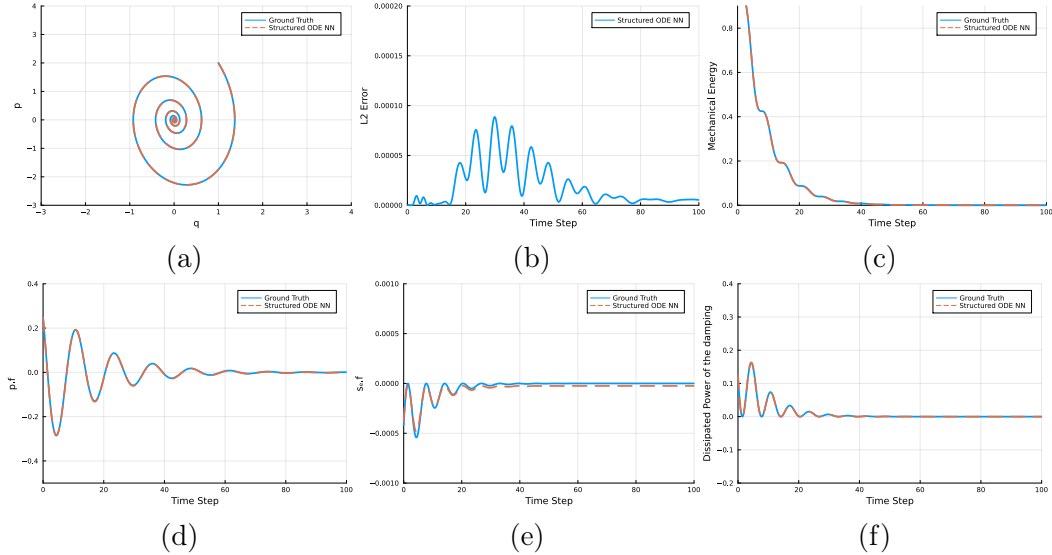 p
3
2
1
0
−1
−2
−3
−3
−1
0
1
2
3
4
q
Ground Truth
Structured ODE NN
(a)
L2 Error
0.00020
0.00015
0.00010
0.00005
0.00000
0
20
40
60
80
100
Time Step
Structured ODE NN
(b)
Mechanical Energy
0.8
0.6
0.4
0.2
0.0
20
40
60
80
100
Time Step
Ground Truth
Structured ODE NN
(c)
p,f
0.4
0.2
0.0
−0.2
−0.4
0
20
40
60
80
100
Time Step
Ground Truth
Structured ODE NN
(d)
0.0010
0.0005
0.0000
−0.0005
−0.0010
0
20
40
60
80
100
Time Step
Ground Truth
Structured ODE NN
(e)
Dissipated Power of the damping
0.4
0.3
0.2
0.1
0.0
−0.1
−0.2
0
20
40
60
80
100
Time Step
Ground Truth
Structured ODE NN
(f)